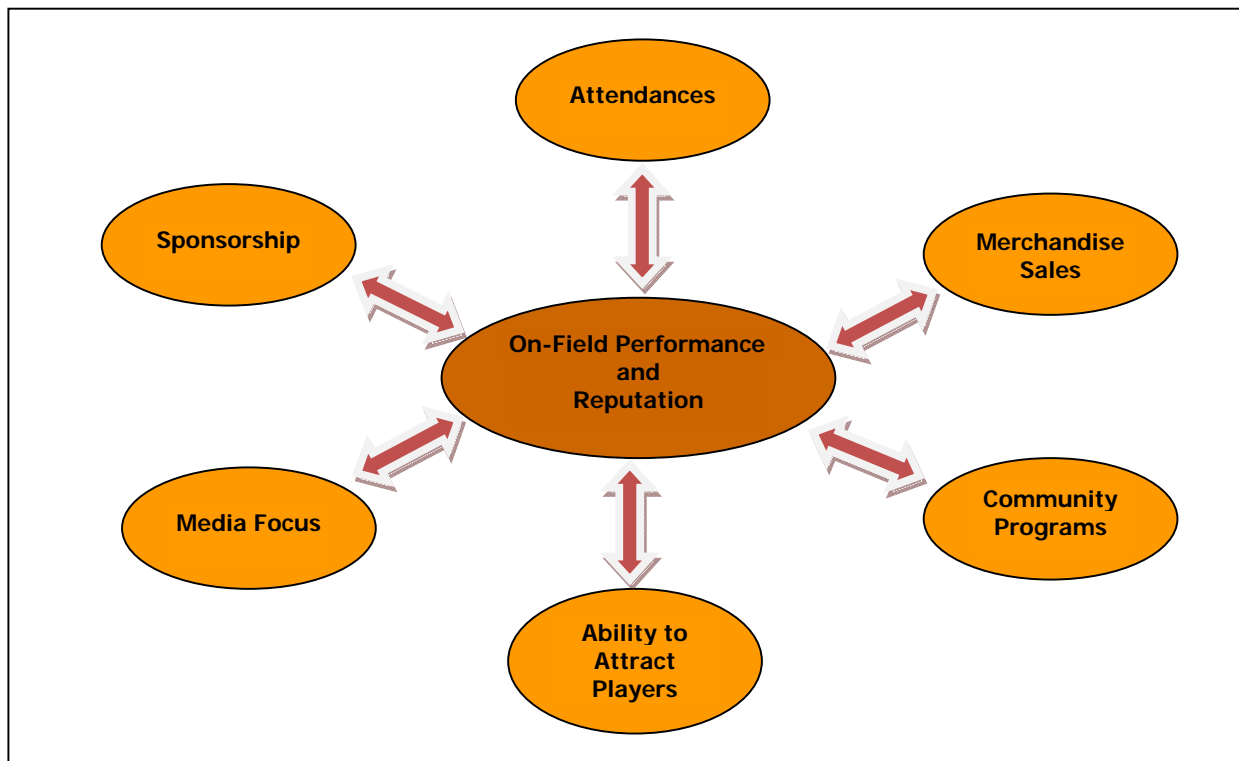 Attendances
Sponsorship
Merchandise
Sales
On-Field Performance
and
Reputation
Media Focus
Community
Programs
Ability to
Attract
Players